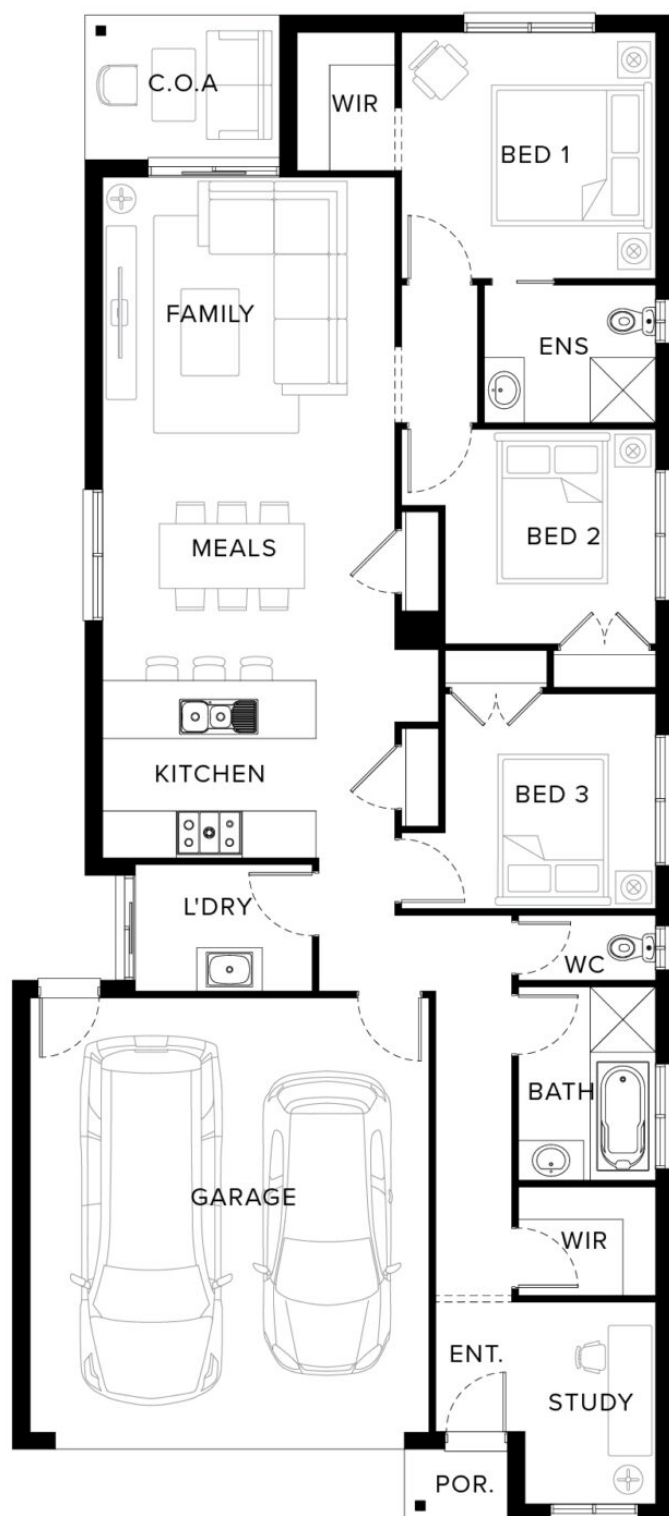 C.O.A
WIR
BED 1
FAMILY
ENS
MEALS
BED 2
KITCHEN
BED 3
L'DRY
WC
BATH
GARAGE
WIR
ENT.
STUDY
POR.